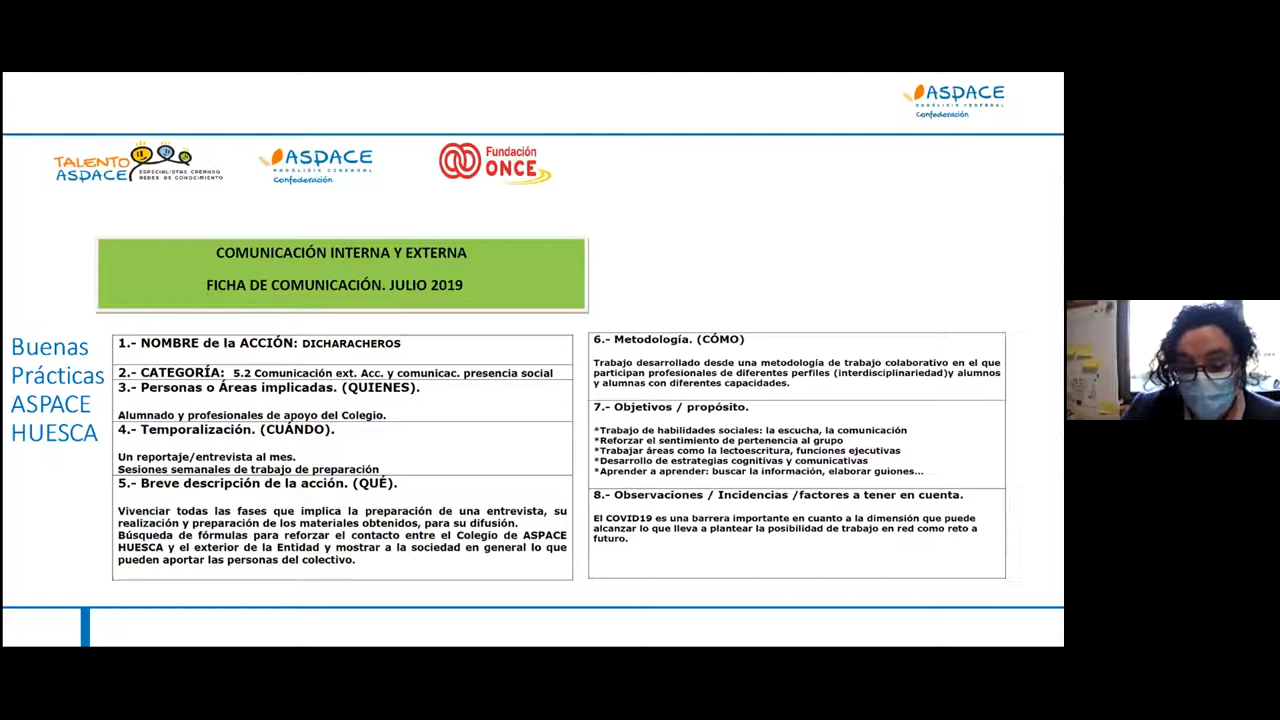 ASPACE
PARÁLISIS CEREBRAL
Confederación
TALENTO
ASPACE
ESPECIALISTAS CREANDO
REDES DE CONOCIMIENTO
ASPACE
PARÁLISIS CEREBRAL
Confederación
Fundación
ONCE
COMUNICACIÓN INTERNA Y EXTERNA
FICHA DE COMUNICACIÓN. JULIO 2019
Buenas
Prácticas
ASPACE
HUESCA
1.- NOMBRE de la ACCIÓN: DICHARACHEROS
2.- CATEGORÍA: 5.2 Comunicación ext. Acc. y comunicac. presencia social
3.- Personas o Áreas implicadas. (QUIENES).
Alumnado y profesionales de apoyo del Colegio.
4.- Temporalización. (CUÁNDO).
Un reportaje/entrevista al mes.
Sesiones semanales de trabajo de preparación
5.- Breve descripción de la acción. (QUÉ).
Vivenciar todas las fases que implica la preparación de una entrevista, su
realización y preparación de los materiales obtenidos, para su difusión.
Búsqueda de fórmulas para reforzar el contacto entre el Colegio de ASPACE
HUESCA y el exterior de la Entidad y mostrar a la sociedad en general lo que
pueden aportar las personas del colectivo.
6.- Metodología. (CÓMO)
Trabajo desarrollado desde una metodología de trabajo colaborativo en el que
participan profesionales de diferentes perfiles (interdisciplinariedad)y alumnos
y alumnas con diferentes capacidades.
7.- Objetivos / propósito.
*Trabajo de habilidades sociales: la escucha, la comunicación
*Reforzar el sentimiento de pertenencia al grupo
*Trabajar áreas como la lectoescritura, funciones ejecutivas
*Desarrollo de estrategias cognitivas y comunicativas
*Aprender a aprender: buscar la información, elaborar guiones...
8.- Observaciones / Incidencias /factores a tener en cuenta.
El COVID19 es una barrera importante en cuanto a la dimensión que puede
alcanzar lo que lleva a plantear la posibilidad de trabajo en red como reto a
futuro.